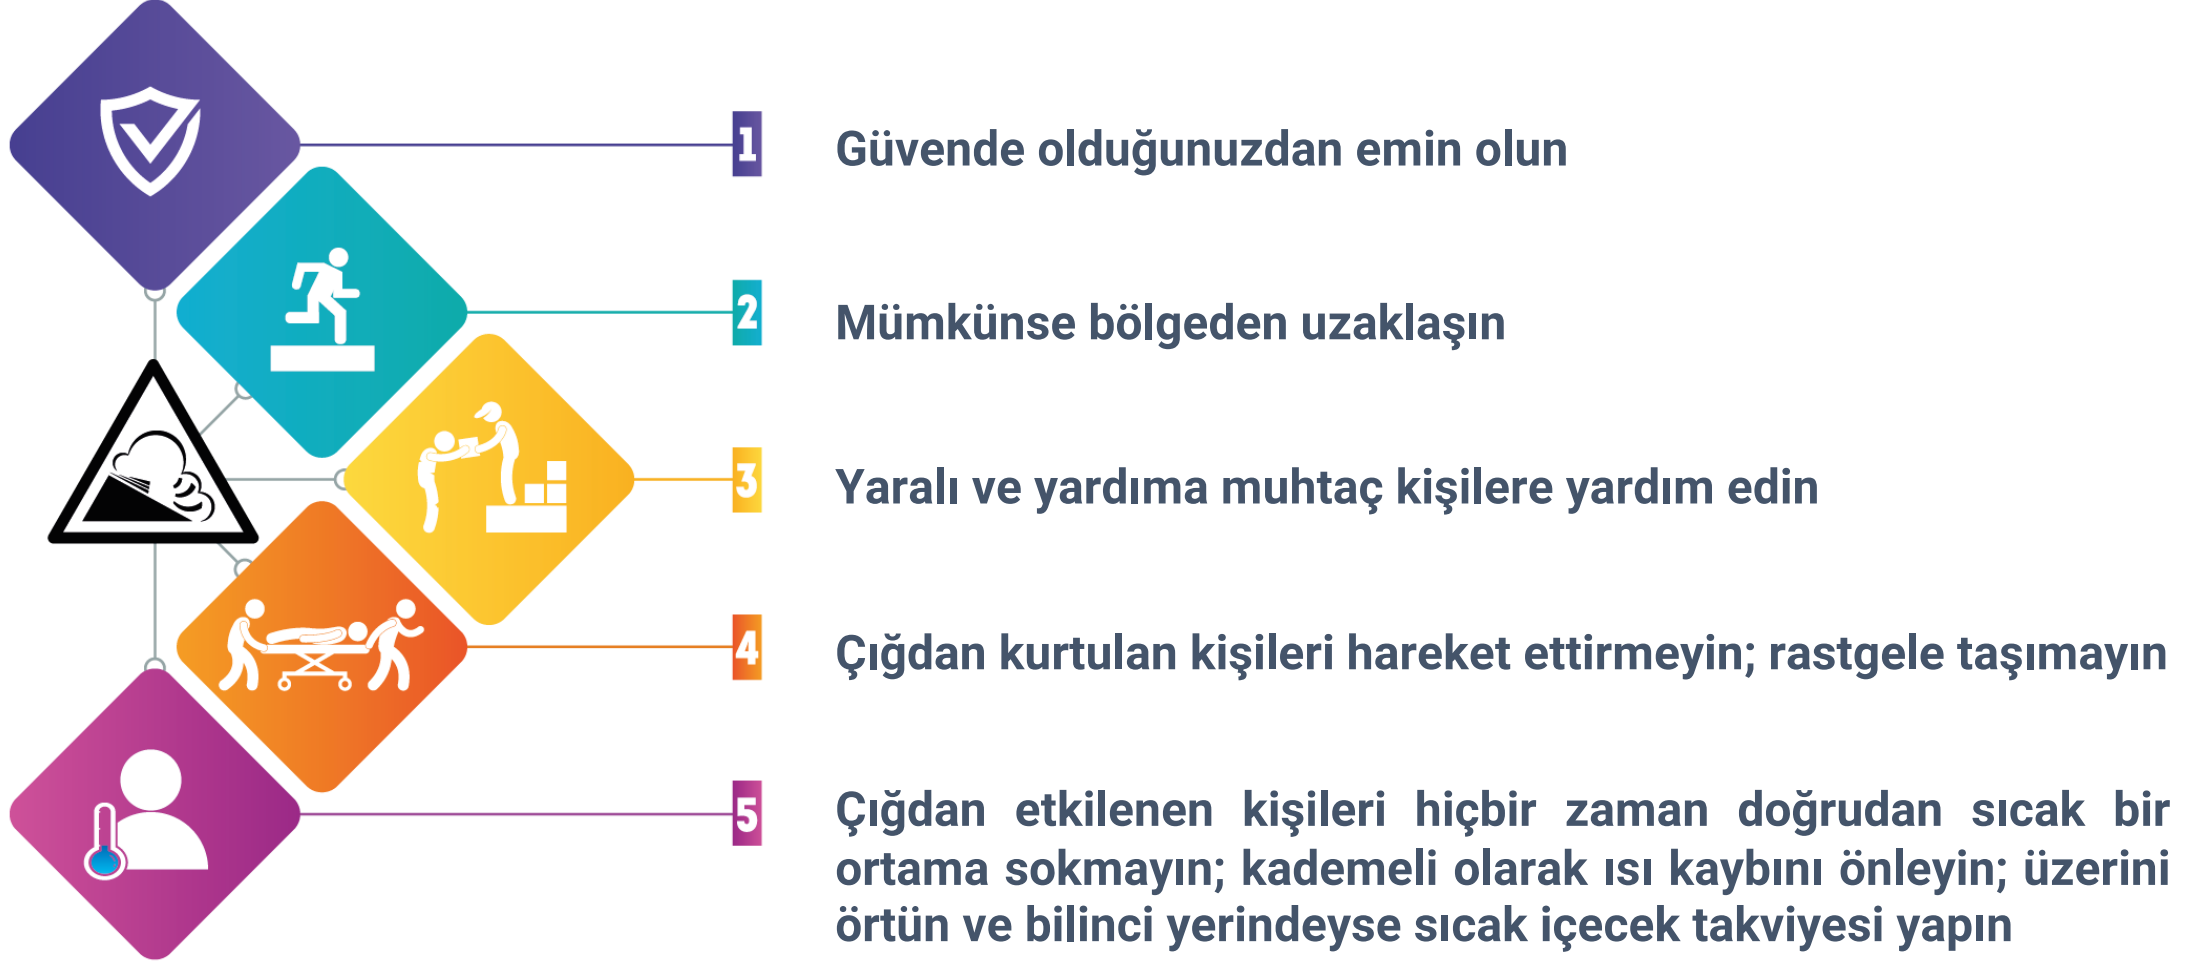 1
Güvende olduğunuzdan emin olun
2
Mümkünse bölgeden uzaklaşın
3
Yaralı ve yardıma muhtaç kişilere yardım edin
4
Çığdan kurtulan kişileri hareket ettirmeyin; rastgele taşımayın
5
Çığdan etkilenen kişileri hiçbir zaman doğrudan sıcak bir
ortama sokmayın; kademeli olarak ısı kaybını önleyin; üzerini
örtün ve bilinci yerindeyse sıcak içecek takviyesi yapın